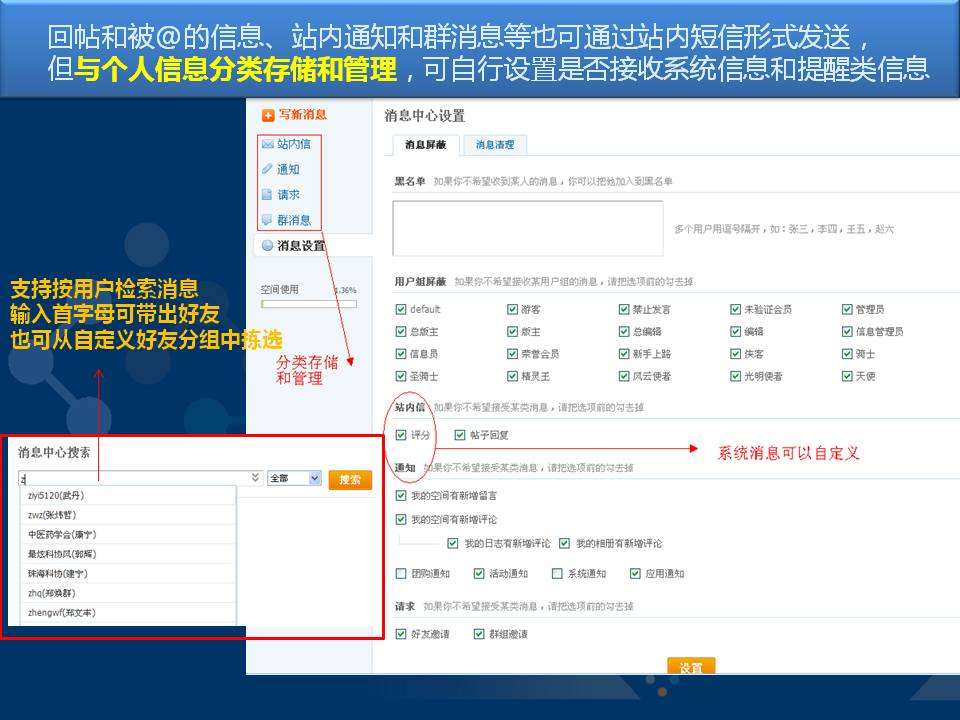 回帖和被@的信息、站内通知和群消息等也可通过站内短信形式发送，
但与个人信息分类存储和管理，可自行设置是否接收系统信息和提醒类信息
写新消息
站内信
通知
请求
群消息
消息设置
空间使用 1.36%
分类存储
和管理
支持按用户检索消息
输入首字母可带出好友
也可从自定义好友分组中拣选
消息中心搜索
z 全部 搜索
ziyi5120(武丹)
zwz(张炜哲)
中医药学会(康宁)
最炫科协风(郭辉)
珠海科协(建宁)
zhq(郑焕群)
zhengwf(郑文丰)
消息中心设置
消息屏蔽 消息清理
黑名单 如果你不希望收到某人的消息，你可以把他加入到黑名单
多个用户用逗号隔开，如：张三，李四，王五，赵六
用户组屏蔽 如果你不希望接收某用户组的消息，请把选项前的勾去掉
default 游客 禁止发言 未验证会员 管理员
总版主 版主 总编辑 编辑 信息管理员
信息员 荣誉会员 新手上路 侠客 骑士
圣骑士 精灵王 风云使者 光明使者 天使
站内信 如果你不希望接受某类消息，请把选项前的勾去掉
评分 帖子回复
系统消息可以自定义
通知 如果你不希望接受某类消息，请把选项前的勾去掉
我的空间有新增留言
我的空间有新增评论
我的日志有新增评论 我的相册有新增评论
团购通知 活动通知 系统通知 应用通知
请求 如果你不希望接受某类消息，请把选项前的勾去掉
好友邀请 群组邀请
设置